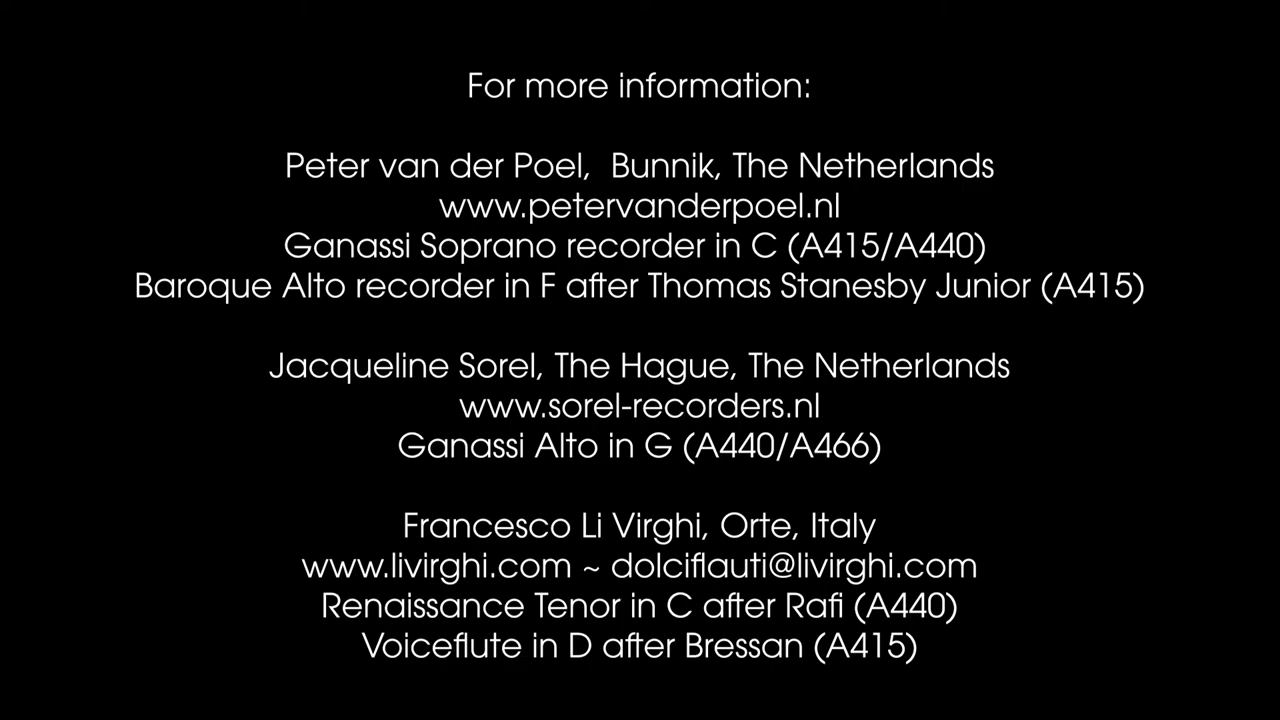 For more information:
Peter van der Poel,  Bunnik, The Netherlands
www.petervanderpoel.nl
Ganassi Soprano recorder in C (A415/A440)
Baroque Alto recorder in F after Thomas Stanesby Junior (A415)
Jacqueline Sorel, The Hague, The Netherlands
www.sorel-recorders.nl
Ganassi Alto in G (A440/A466)
Francesco Li Virghi, Orte, Italy
www.livirghi.com ~ dolciflauti@livirghi.com
Renaissance Tenor in C after Rafi (A440)
Voiceflute in D after Bressan (A415)